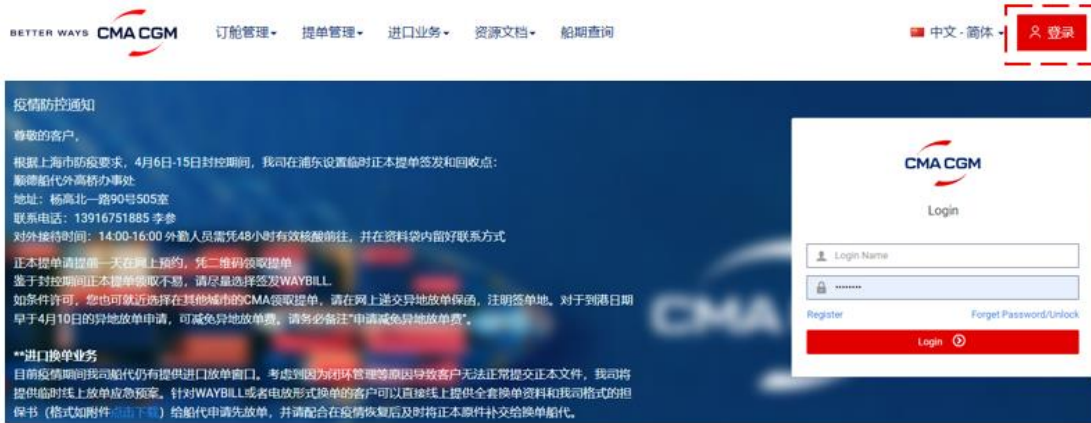 BETTER WAYS CMA CGM 订舱管理 提单管理 进口业务 资源文档 船期查询 中文 - 简体 登录
疫情防控通知
尊敬的客户，
根据上海市防疫要求，4月6日-15日封控期间，我司在浦东设置临时正本提单签发和回收点：
顺德船代外高桥办事处
地址：杨高北一路90号505室
联系电话：13916751885 李参
对外接待时间：14:00-16:00 外勤人员需凭48小时有效核酸前往，并在资料袋内留好联系方式
正本提单请提前一天在网上预约，凭二维码领取提单
鉴于封控期间正本提单领取不易，请尽量选择签发WAYBILL.
如条件许可，您也可就近选择在其他城市的CMA领取提单，请在网上递交异地放单保函，注明签单地。对于到港日期
早于4月10日的异地放单申请，可减免异地放单费。请务必备注“申请减免异地放单费”。
**进口换单业务
目前疫情期间我司船代仍有提供进口放单窗口。考虑到因为闭环管理等原因导致客户无法正常提交正本文件，我司将
提供临时线上放单应急预案。针对WAYBILL或者电放形式换单的客户可以直接线上提供全套换单资料和我司格式的担
保书（格式如附件点击下载）给船代申请先放单，并请配合在疫情恢复后及时将正本原件补交给换单船代。
CMA
CMA CGM
Login
Login Name
Register Forget Password/Unlock
Login